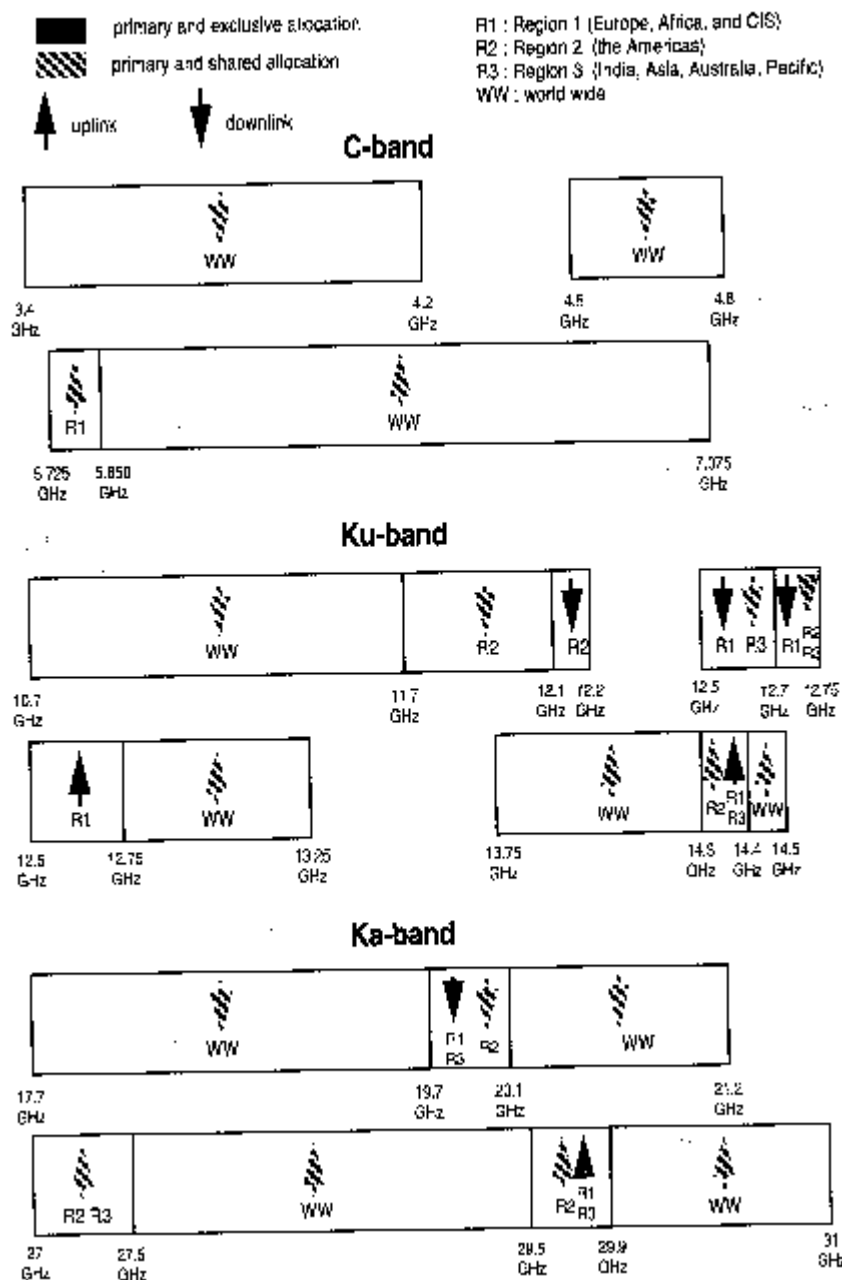 primary and exclusive allocation
primary and shared allocation
uplink
downlink
R1 : Region 1 (Europe, Africa, and CIS)
R2 : Region 2 (the Americas)
R3 : Region 3 (India, Asia, Australia, Pacific)
WW : world wide
C-band
WW
WW
3.4 GHz
4.2 GHz
4.5 GHz
4.8 GHz
R1
WW
5.725 GHz
5.850 GHz
7.075 GHz
Ku-band
WW
R2
R2
R1
R3
R1
R2 R3
10.7 GHz
11.7 GHz
12.1 GHz
12.2 GHz
12.5 GHz
12.7 GHz
12.75 GHz
R1
WW
WW
R2
R1 R3
WW
12.5 GHz
12.75 GHz
13.25 GHz
13.75 GHz
GHz
14.4 GHz
14.5 GHz
Ka-band
WW
R1 R3
R2
WW
17.7 GHz
19.7 GHz
20.1 GHz
21.2 GHz
R2 R3
WW
R2
R1 R3
WW
27 GHz
27.5 GHz
GHz
29.9 GHz
31 GHz